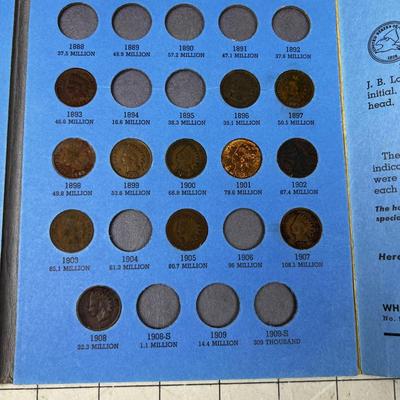 1888 1889 1890 1891 1892
37.5 MILLION 48.9 MILLION 57.2 MILLION 47.1 MILLION 37.6 MILLION
1893 1894 1895 1896 1897
46.6 MILLION 16.6 MILLION 38.3 MILLION 39.1 MILLION 50.5 MILLION
1898 1899 1900 1901 1902
49.8 MILLION 53.6 MILLION 66.8 MILLION 79.6 MILLION 87.4 MILLION
1903 1904 1905 1906 1907
85.1 MILLION 61.3 MILLION 80.7 MILLION 96 MILLION 108.1 MILLION
1908 1908-S 1909 1909-S
32.3 MILLION 1.1 MILLION 14.4 MILLION 309 THOUSAND
J. B. Lo
initial.
head.
The
indica
were
each
The ha
special
Here
WH
No.